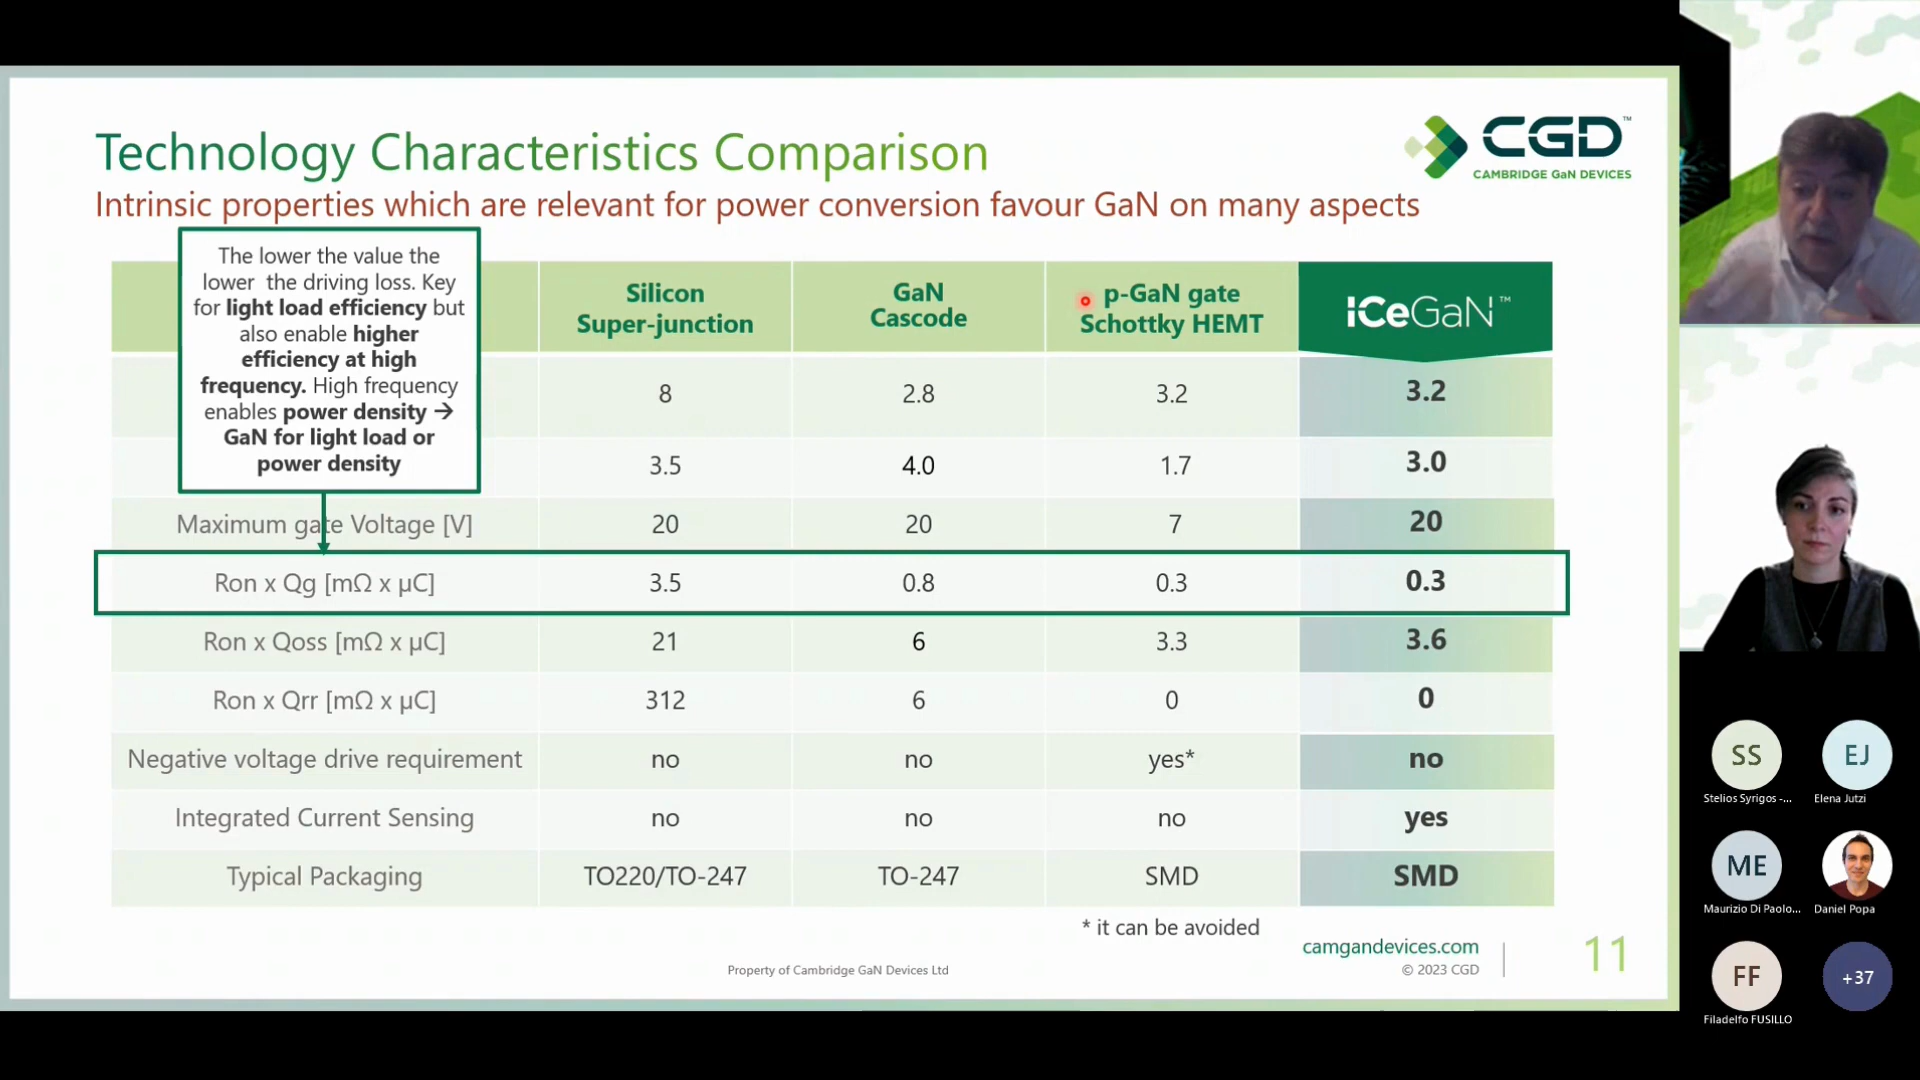 Technology Characteristics Comparison
CGD™
CAMBRIDGE GaN DEVICES
Intrinsic properties which are relevant for power conversion favour GaN on many aspects
The lower the value the
lower the driving loss. Key
for light load efficiency but
also enable higher
efficiency at high
frequency. High frequency
enables power density →
GaN for light load or
power density
Silicon
Super-junction
GaN
Cascode
p-GaN gate
Schottky HEMT
ICeGaN™
8 2.8 3.2 3.2
3.5 4.0 1.7 3.0
Maximum gate Voltage [V] 20 20 7 20
Ron x Qg [mΩ x µC] 3.5 0.8 0.3 0.3
Ron x Qoss [mΩ x µC] 21 6 3.3 3.6
Ron x Qrr [mΩ x µC] 312 6 0 0
Negative voltage drive requirement no no yes* no
Integrated Current Sensing no no no yes
Typical Packaging TO220/TO-247 TO-247 SMD SMD
* it can be avoided
camgandevices.com
© 2023 CGD
11
Property of Cambridge GaN Devices Ltd
SS
Stelios Syrigos -...
EJ
Elena Jutzi
ME
Maurizio Di Paolo...
Daniel Popa
FF
Filadelfo FUSILLO
+37